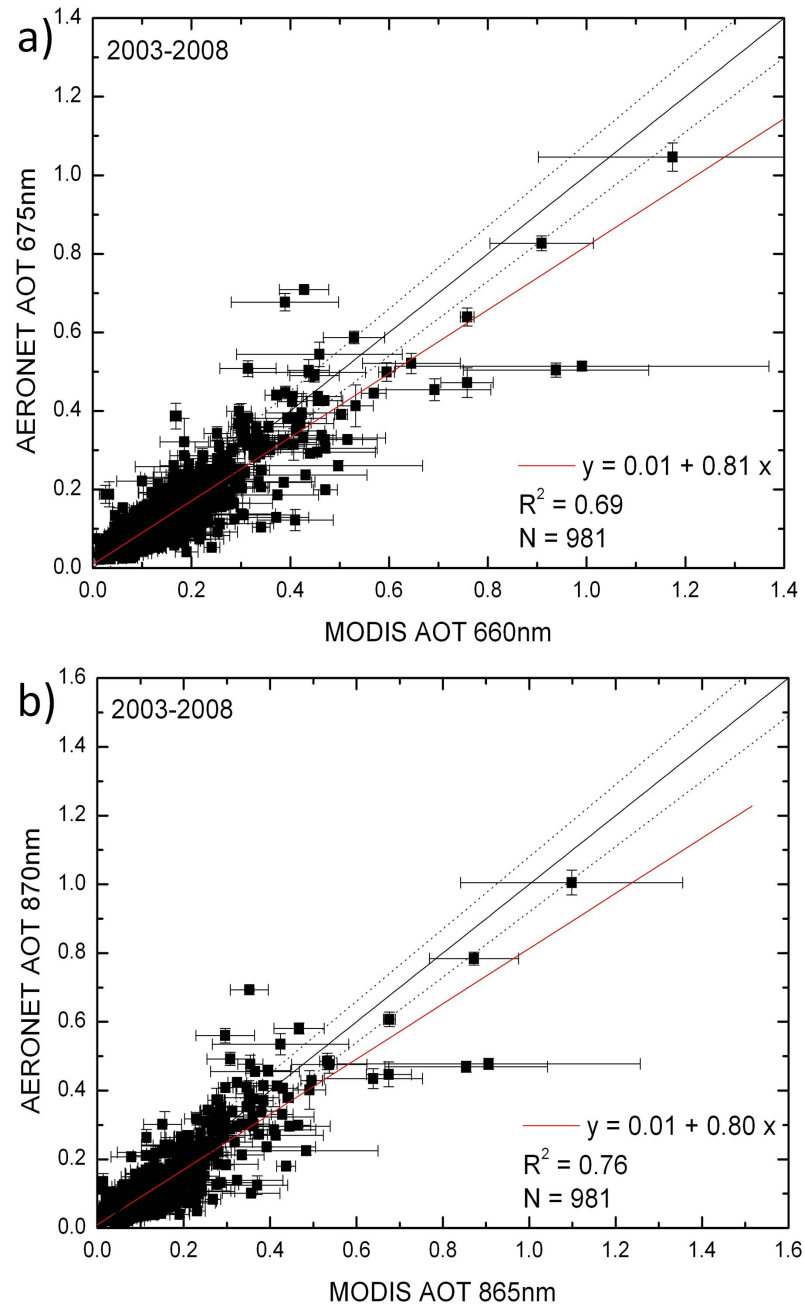 a)
2003-2008
1.4
1.2
1.0
0.8
0.6
0.4
0.2
0.0
AERONET AOT 675nm
y = 0.01 + 0.81 x
R² = 0.69
N = 981
0.0 0.2 0.4 0.6 0.8 1.0 1.2 1.4
MODIS AOT 660nm
b)
2003-2008
1.6
1.4
1.2
1.0
0.8
0.6
0.4
0.2
0.0
AERONET AOT 870nm
y = 0.01 + 0.80 x
R² = 0.76
N = 981
0.0 0.2 0.4 0.6 0.8 1.0 1.2 1.4 1.6
MODIS AOT 865nm